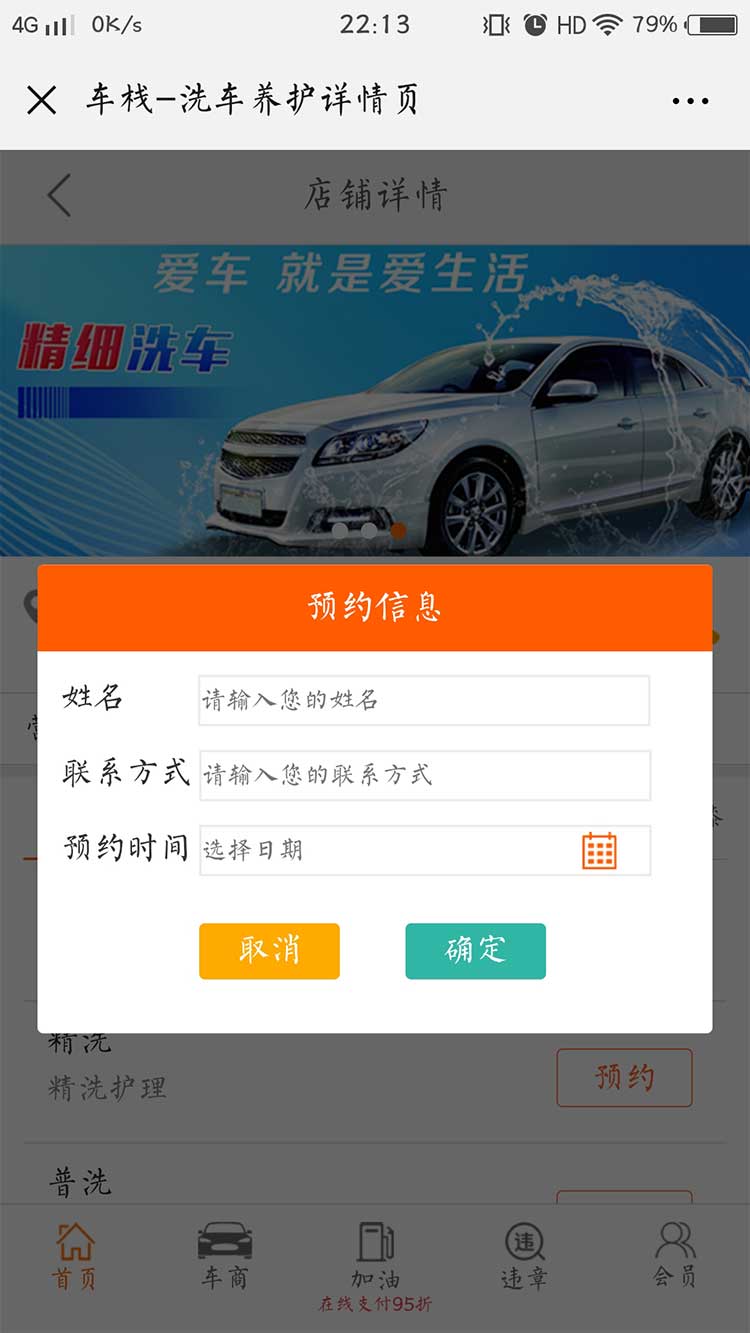 4G 0K/s 22:13 HD 79%
车栈-洗车养护详情页
店铺详情
爱车 就是爱生活
精细洗车
预约信息
姓名 请输入您的姓名
联系方式 请输入您的联系方式
预约时间 选择日期
取消 确定
精洗
精洗护理
预约
普洗
违
首页 车商 加油 违章 会员
在线支付95折